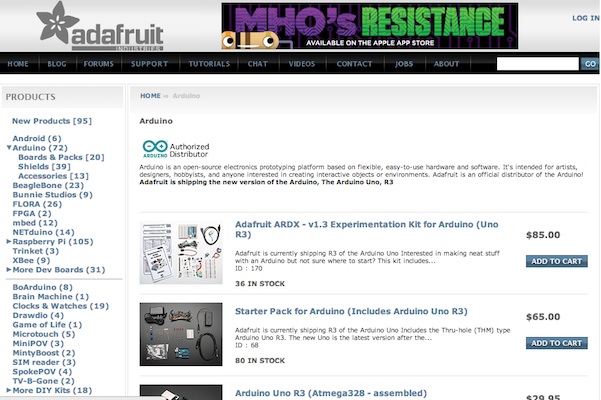 adafruit
INDUSTRIES
MHO's RESISTANCE
AVAILABLE ON THE APPLE APP STORE
LOG IN
HOME BLOG FORUMS SUPPORT TUTORIALS CHAT VIDEOS CONTACT JOBS ABOUT GO
PRODUCTS
New Products [95]
Android (6)
Arduino (72)
Boards & Packs [20]
Shields [39]
Accessories [13]
BeagleBone (23)
Bunnie Studios (9)
FLORA (26)
FPGA (2)
mbed (12)
NETduino (14)
Raspberry Pi (105)
Trinket (3)
XBee (9)
More Dev Boards (31)
BoArduino (8)
Brain Machine (1)
Clocks & Watches (19)
Drawdio (4)
Game of Life (1)
Microtouch (5)
MiniPOV (3)
MintyBoost (2)
SIM reader (3)
SpokePOV (4)
TV-B-Gone (2)
More DIY Kits (18)
HOME ›› Arduino
Arduino
ARDUINO
Authorized
Distributor
Arduino is an open-source electronics prototyping platform based on flexible, easy-to-use hardware and software. It's intended for artists,
designers, hobbyists, and anyone interested in creating interactive objects or environments. Adafruit is an official distributor of the Arduino!
Adafruit is shipping the new version of the Arduino, The Arduino Uno, R3
Adafruit ARDX - v1.3 Experimentation Kit for Arduino (Uno
R3)
$85.00
Adafruit is currently shipping R3 of the Arduino Uno Interested in making neat stuff
with an Arduino but not sure where to start? This kit includes...
ID : 170
ADD TO CART
36 IN STOCK
Starter Pack for Arduino (Includes Arduino Uno R3)
$65.00
Adafruit is currently shipping R3 of the Arduino Uno Includes the Thru-hole (THM) type
Arduino Uno R3. The new Uno is the latest version after the...
ID : 68
ADD TO CART
80 IN STOCK
Arduino Uno R3 (Atmega328 - assembled)
$29.95